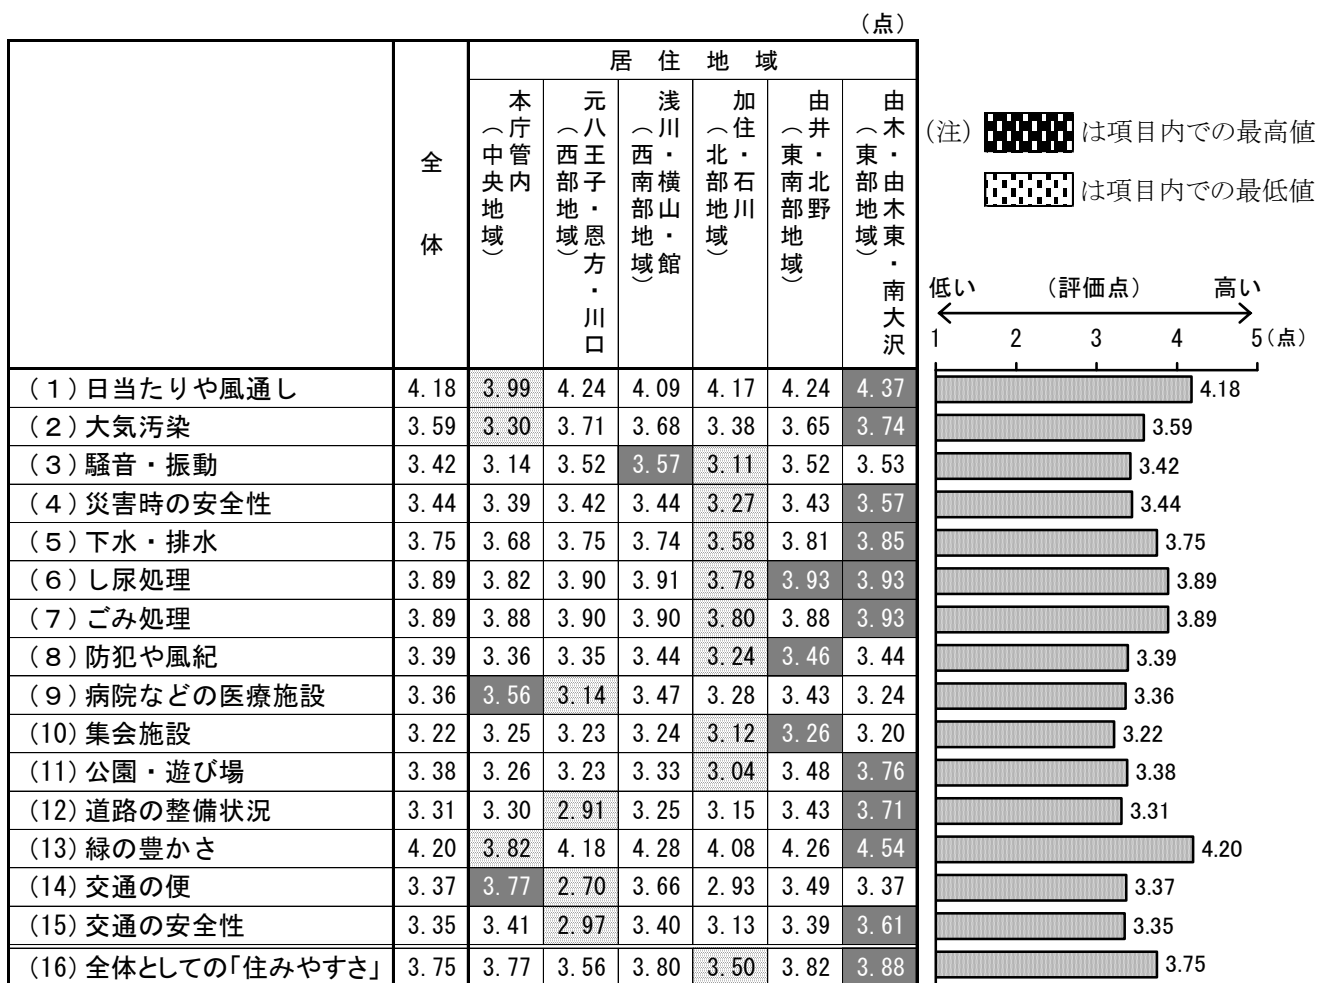 (点)
居 住 地 域
全体
本庁管内(中央地域)
元八王子・恩方・川口(西部地域)
浅川・横山・館(西南部地域)
加住・石川(北部地域)
由井・北野(東南部地域)
由木・由木東・南大沢(東部地域)
(注) は項目内での最高値
は項目内での最低値
低い (評価点) 高い
1 2 3 4 5(点)
(1)日当たりや風通し 4.18 3.99 4.24 4.09 4.17 4.24 4.37 4.18
(2)大気汚染 3.59 3.30 3.71 3.68 3.38 3.65 3.74 3.59
(3)騒音・振動 3.42 3.14 3.52 3.57 3.11 3.52 3.53 3.42
(4)災害時の安全性 3.44 3.39 3.42 3.44 3.27 3.43 3.57 3.44
(5)下水・排水 3.75 3.68 3.75 3.74 3.58 3.81 3.85 3.75
(6)し尿処理 3.89 3.82 3.90 3.91 3.78 3.93 3.93 3.89
(7)ごみ処理 3.89 3.88 3.90 3.90 3.80 3.88 3.93 3.89
(8)防犯や風紀 3.39 3.36 3.35 3.44 3.24 3.46 3.44 3.39
(9)病院などの医療施設 3.36 3.56 3.14 3.47 3.28 3.43 3.24 3.36
(10)集会施設 3.22 3.25 3.23 3.24 3.12 3.26 3.20 3.22
(11)公園・遊び場 3.38 3.26 3.23 3.33 3.04 3.48 3.76 3.38
(12)道路の整備状況 3.31 3.30 2.91 3.25 3.15 3.43 3.71 3.31
(13)緑の豊かさ 4.20 3.82 4.18 4.28 4.08 4.26 4.54 4.20
(14)交通の便 3.37 3.77 2.70 3.66 2.93 3.49 3.37 3.37
(15)交通の安全性 3.35 3.41 2.97 3.40 3.13 3.39 3.61 3.35
(16)全体としての「住みやすさ」 3.75 3.77 3.56 3.80 3.50 3.82 3.88 3.75